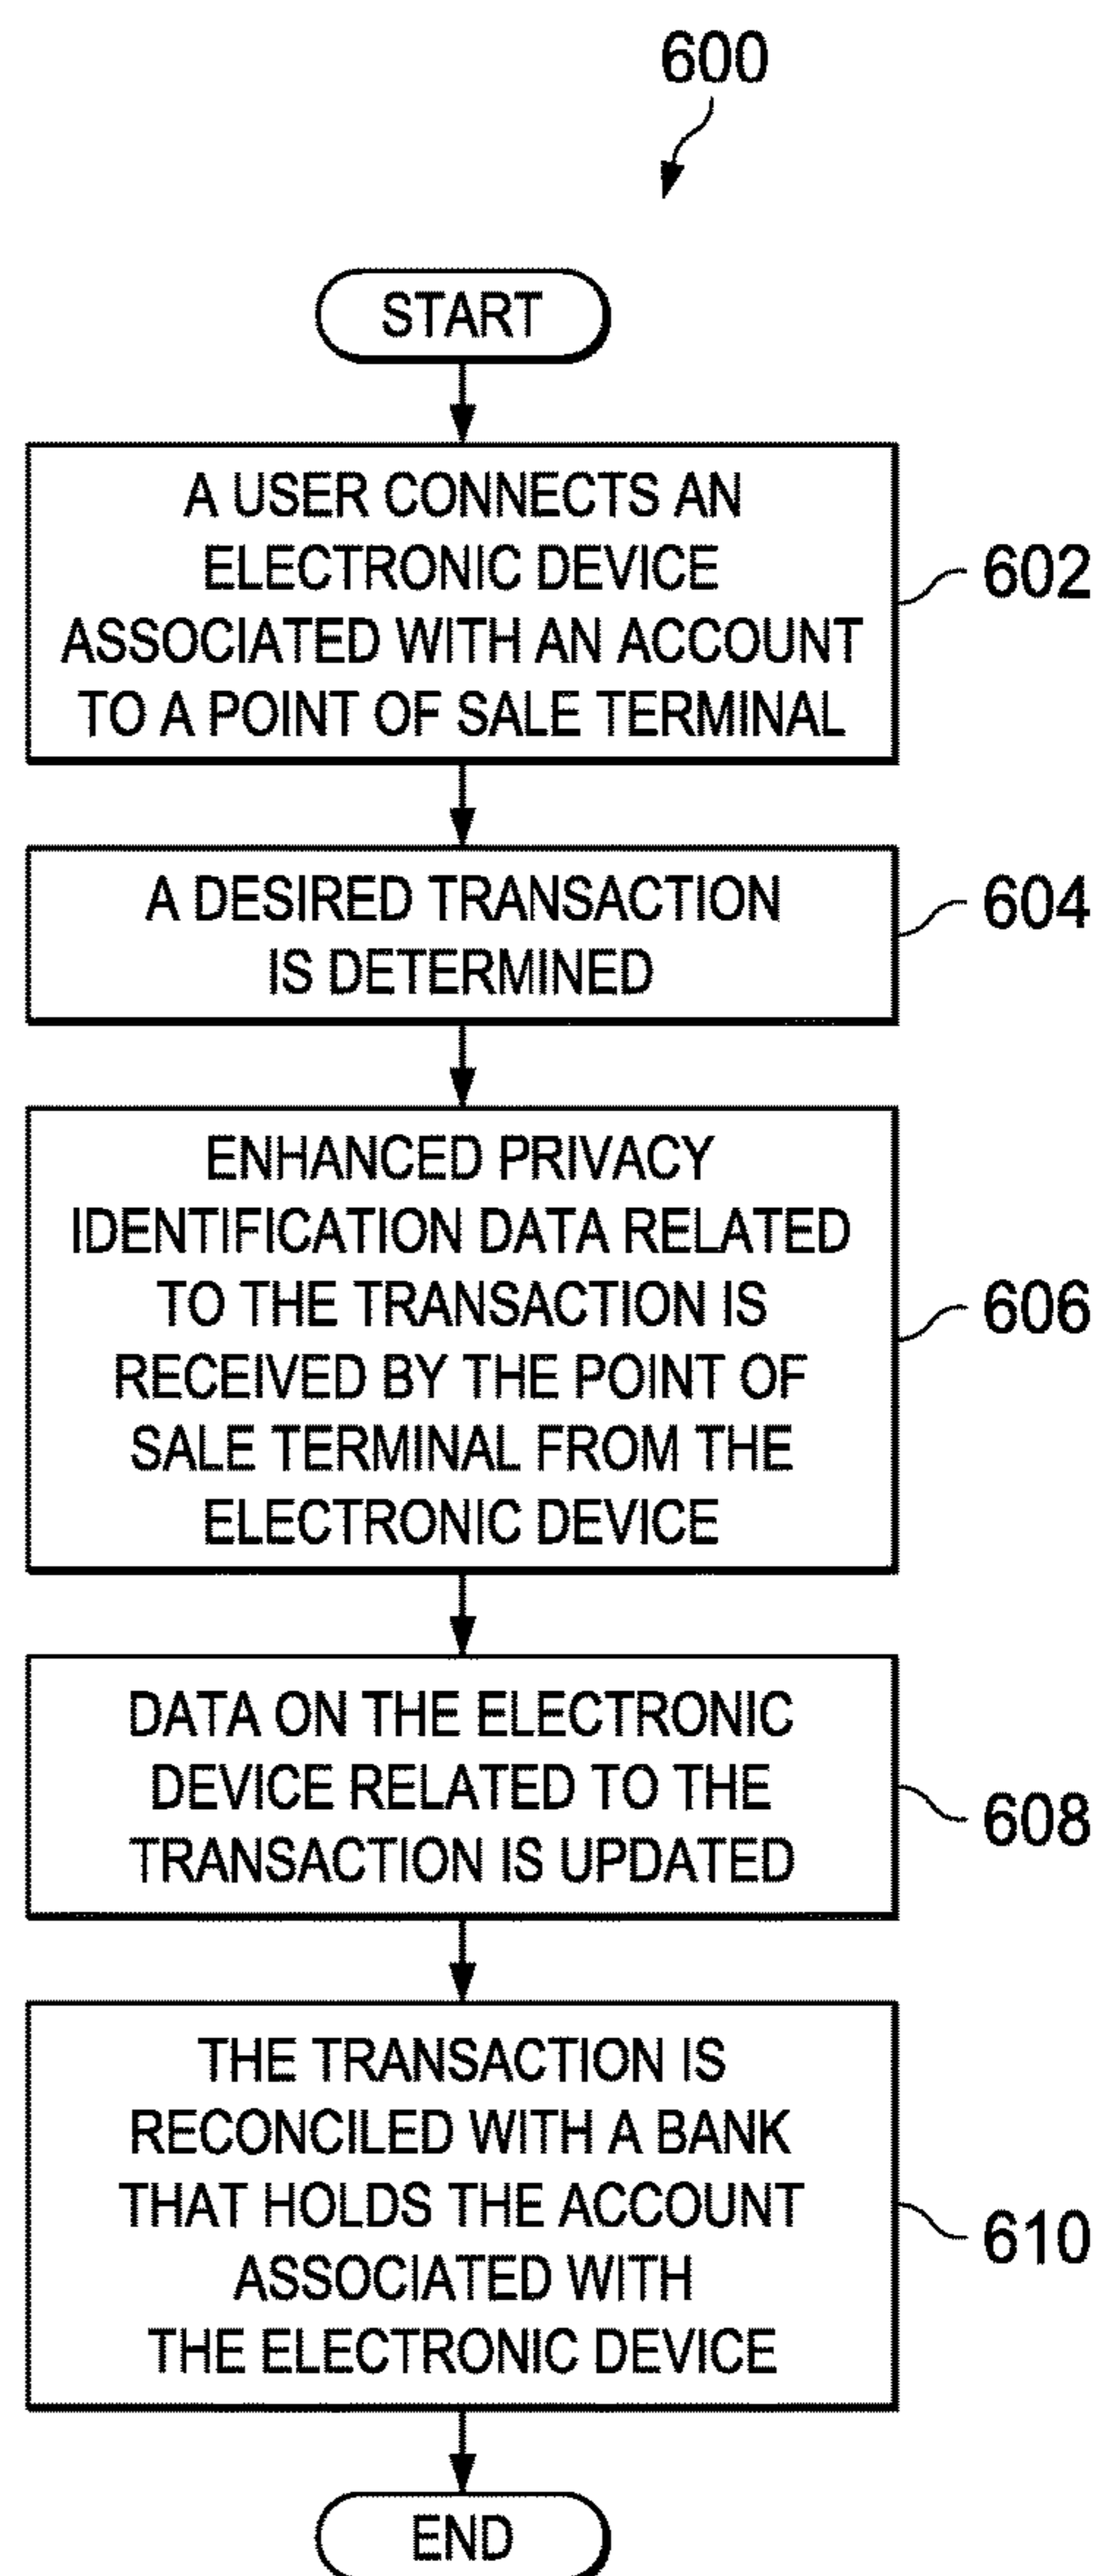 600
START
A USER CONNECTS AN
ELECTRONIC DEVICE
ASSOCIATED WITH AN ACCOUNT
TO A POINT OF SALE TERMINAL
602
A DESIRED TRANSACTION
IS DETERMINED
604
ENHANCED PRIVACY
IDENTIFICATION DATA RELATED
TO THE TRANSACTION IS
RECEIVED BY THE POINT OF
SALE TERMINAL FROM THE
ELECTRONIC DEVICE
606
DATA ON THE ELECTRONIC
DEVICE RELATED TO THE
TRANSACTION IS UPDATED
608
THE TRANSACTION IS
RECONCILED WITH A BANK
THAT HOLDS THE ACCOUNT
ASSOCIATED WITH
THE ELECTRONIC DEVICE
610
END